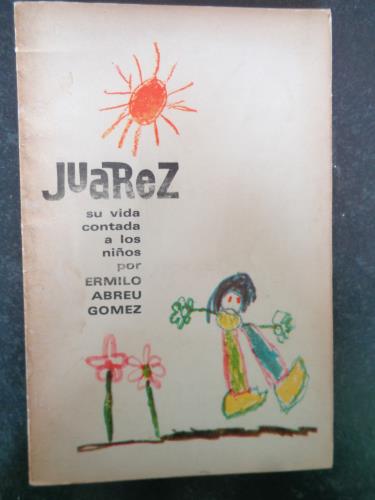 JUAREZ
su vida
contada
a los
niños
por
ERMILO
ABREU
GOMEZ